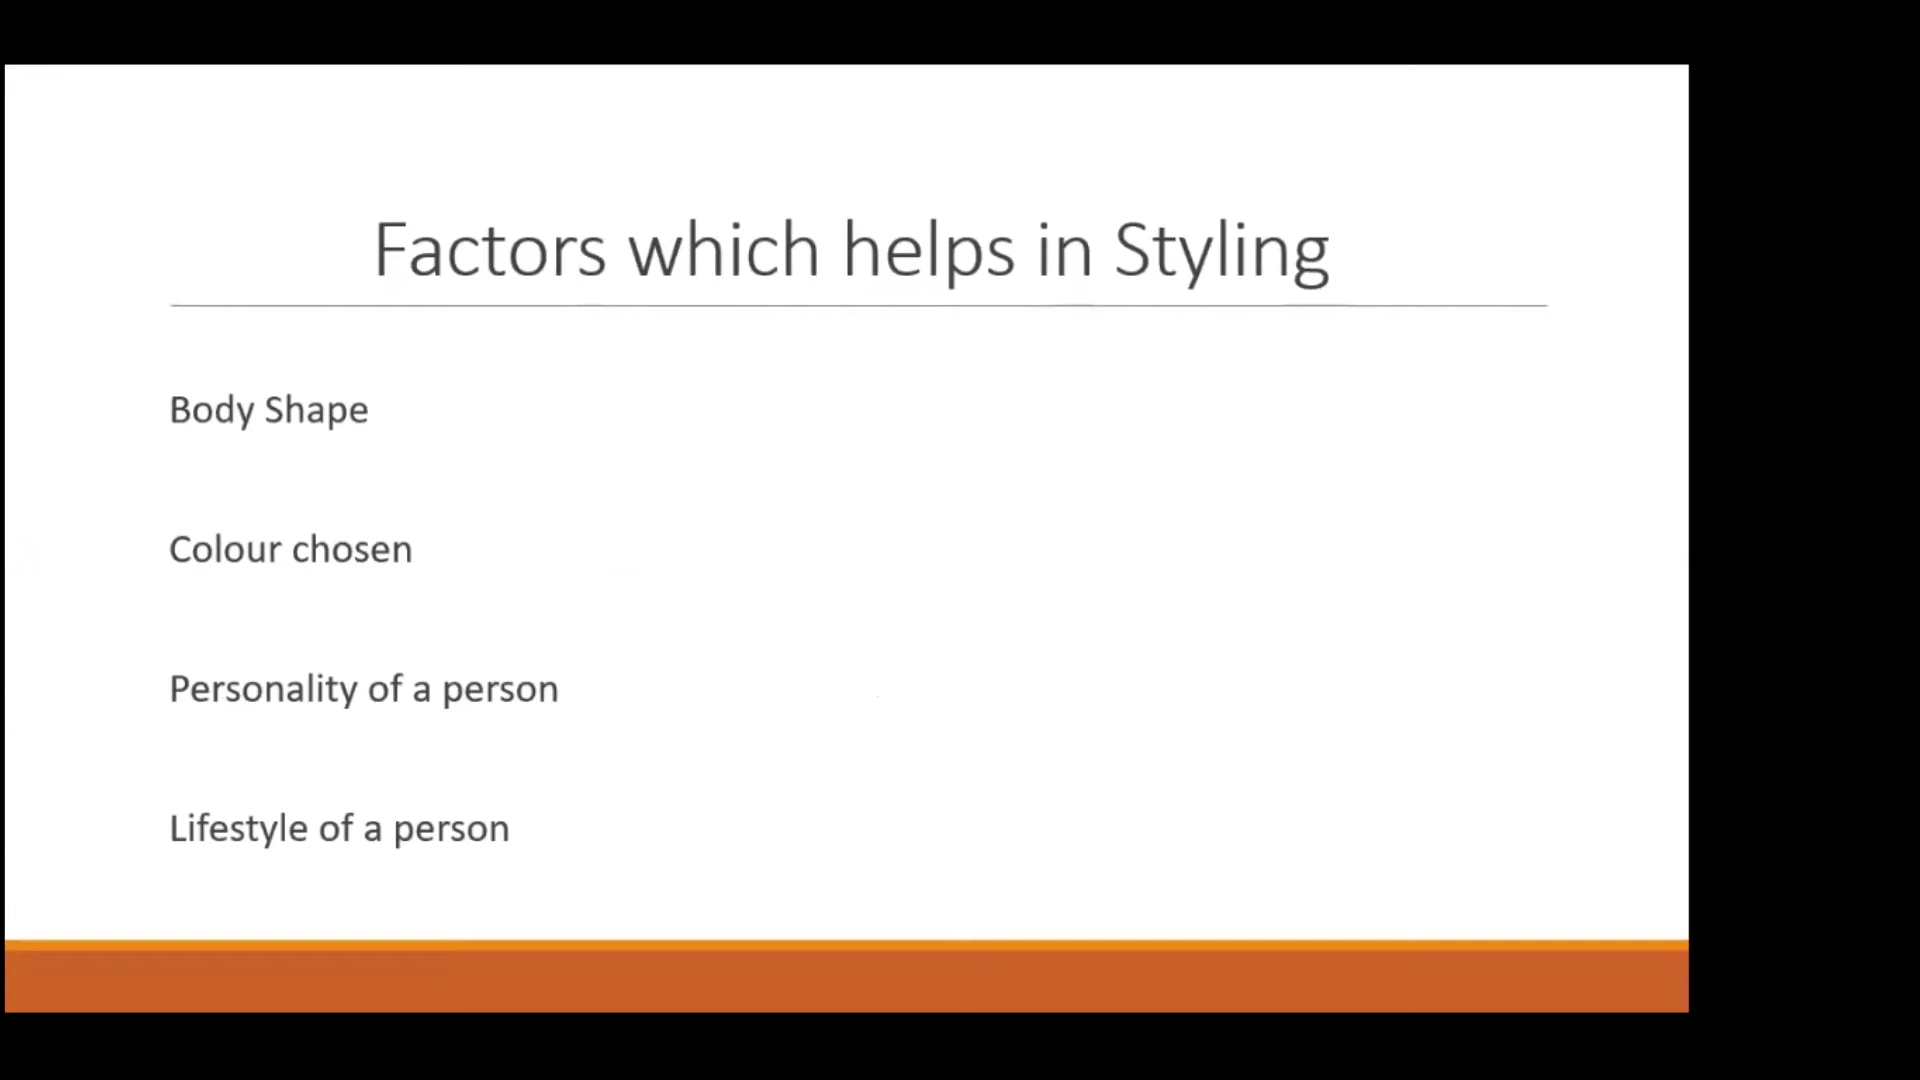 Factors which helps in Styling
Body Shape
Colour chosen
Personality of a person
Lifestyle of a person